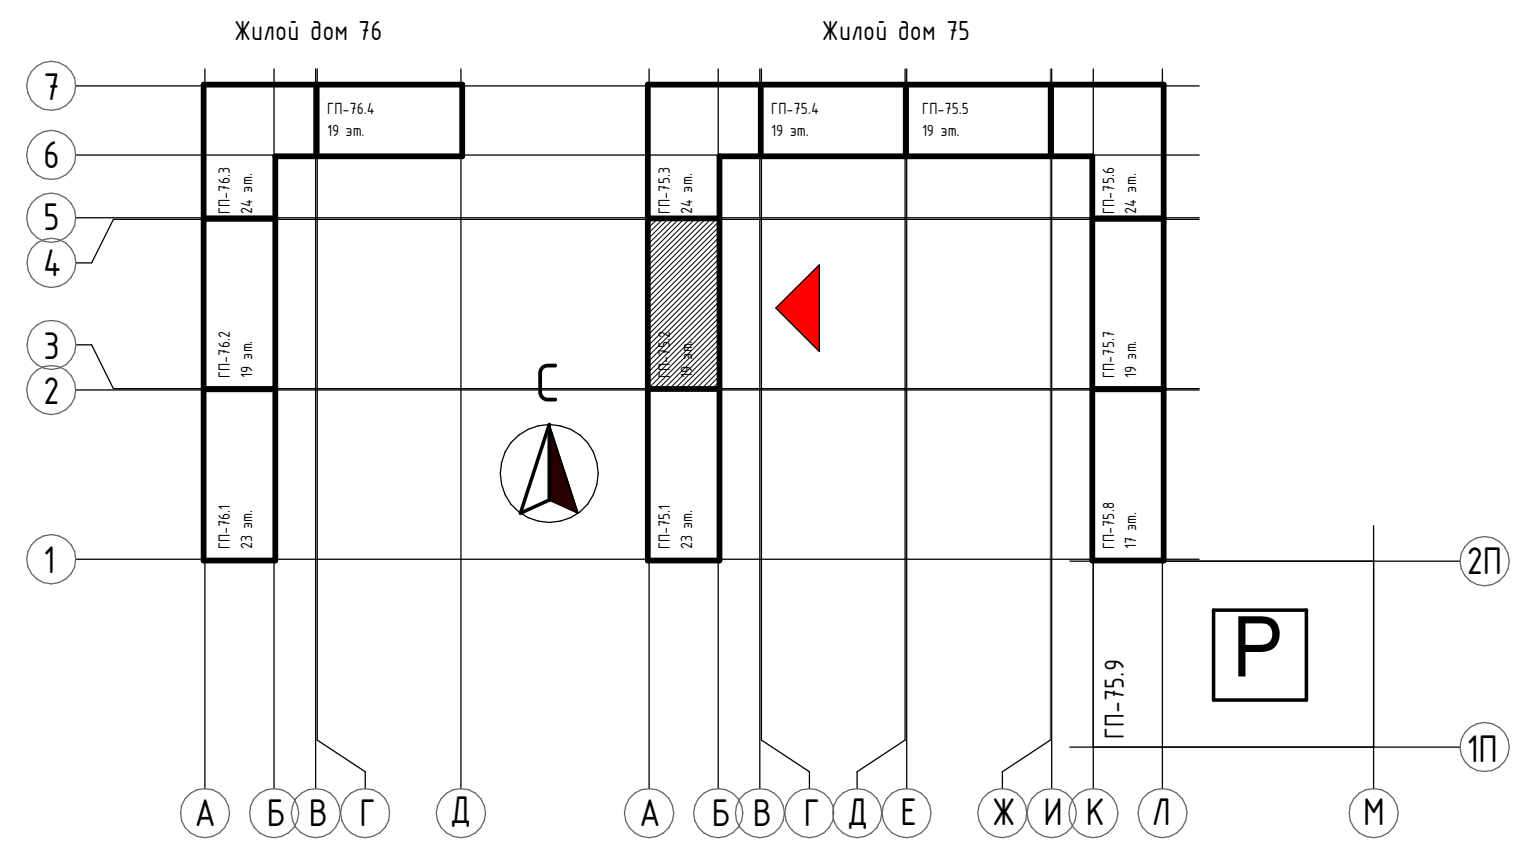 Жилой дом 76
Жилой дом 75
7
6
5
4
3
2
1
ГП-76.4
19 эт.
ГП-76.3
24 эт.
ГП-76.2
19 эт.
ГП-76.1
23 эт.
С
ГП-75.4
19 эт.
ГП-75.5
19 эт.
ГП-75.3
24 эт.
ГП-75.2
19 эт.
ГП-75.1
23 эт.
ГП-75.6
24 эт.
ГП-75.7
19 эт.
ГП-75.8
17 эт.
ГП-75.9
Р
2П
1П
А Б В Г Д
А Б В Г Д Е Ж И К Л М